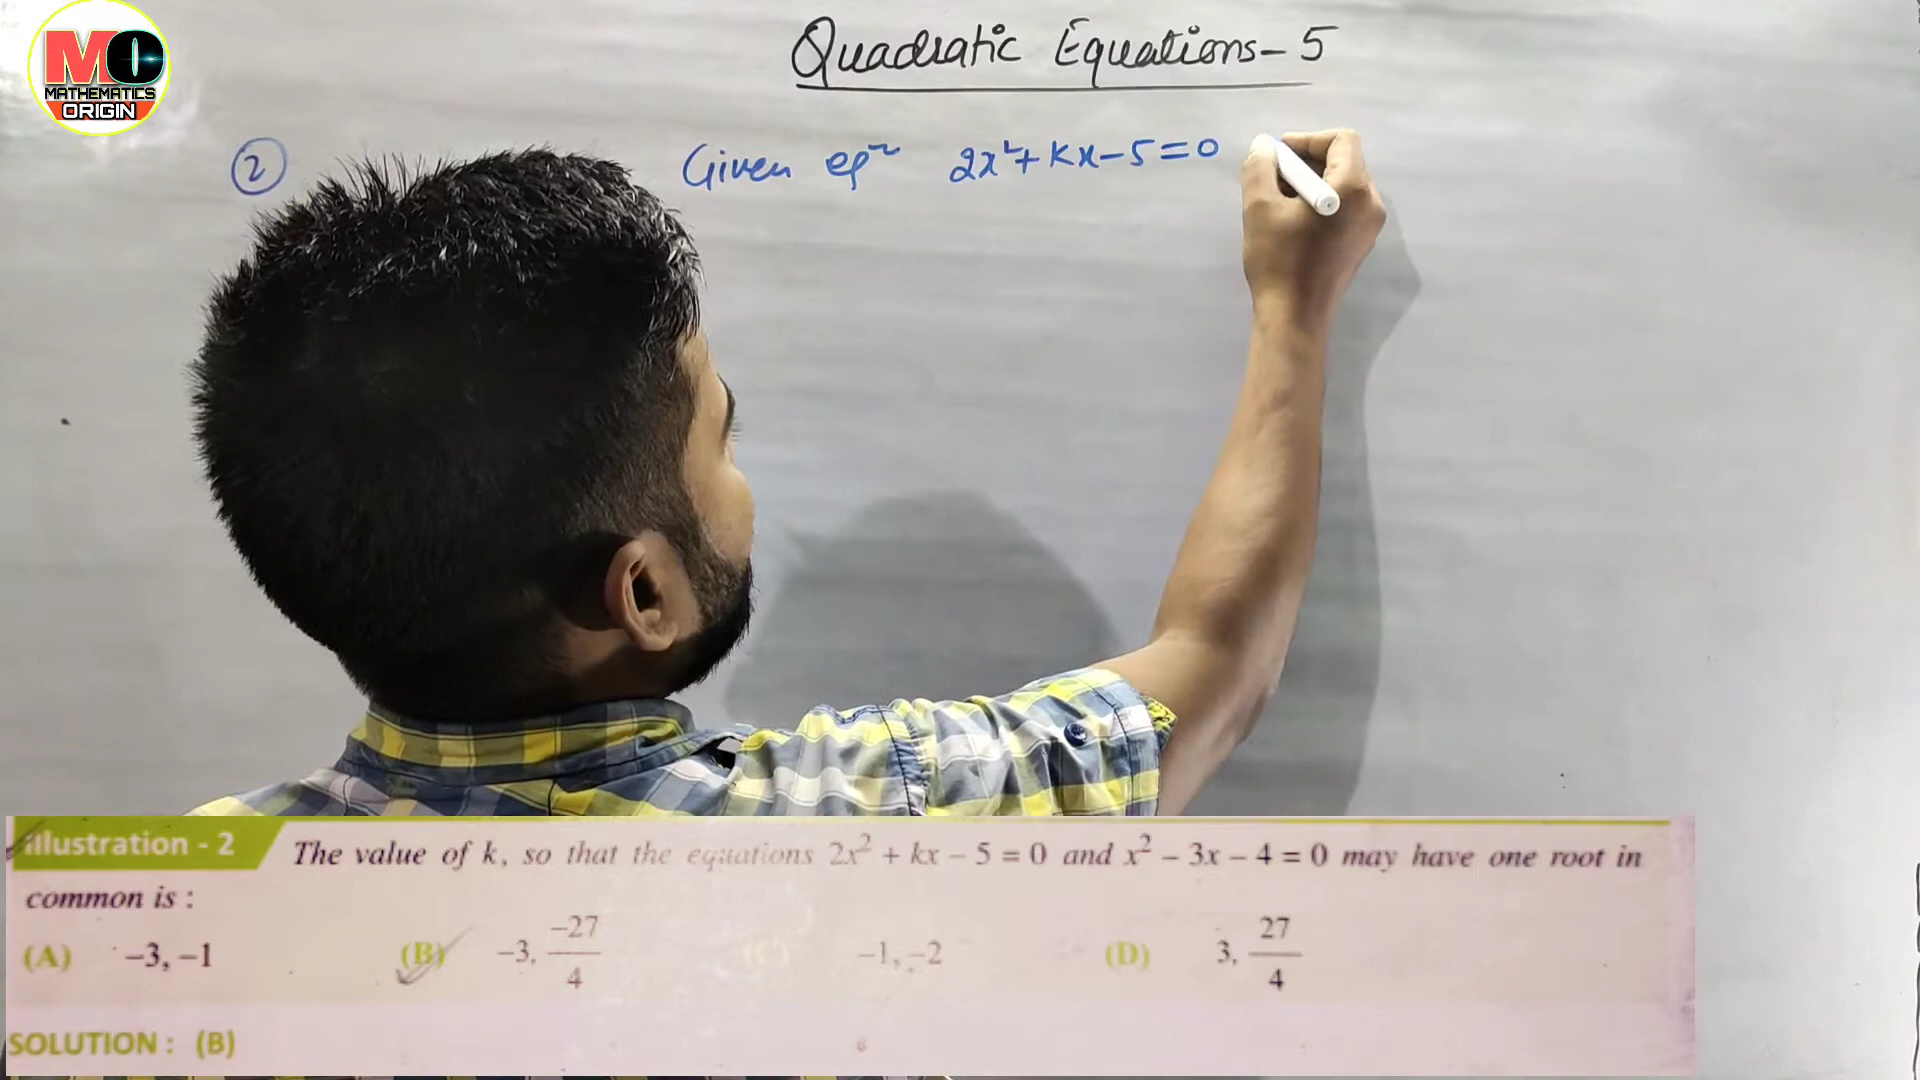 MO
MATHEMATICS
ORIGIN
Quadratic Equations-5
② Given eqⁿ 2x²+kx-5=0
Illustration - 2 The value of k, so that the equations 2x² + kx – 5 = 0 and x² – 3x – 4 = 0 may have one root in
common is :
(A) –3, –1 (B) –3, –27/4 (C) –1, –2 (D) 3, 27/4
SOLUTION : (B)